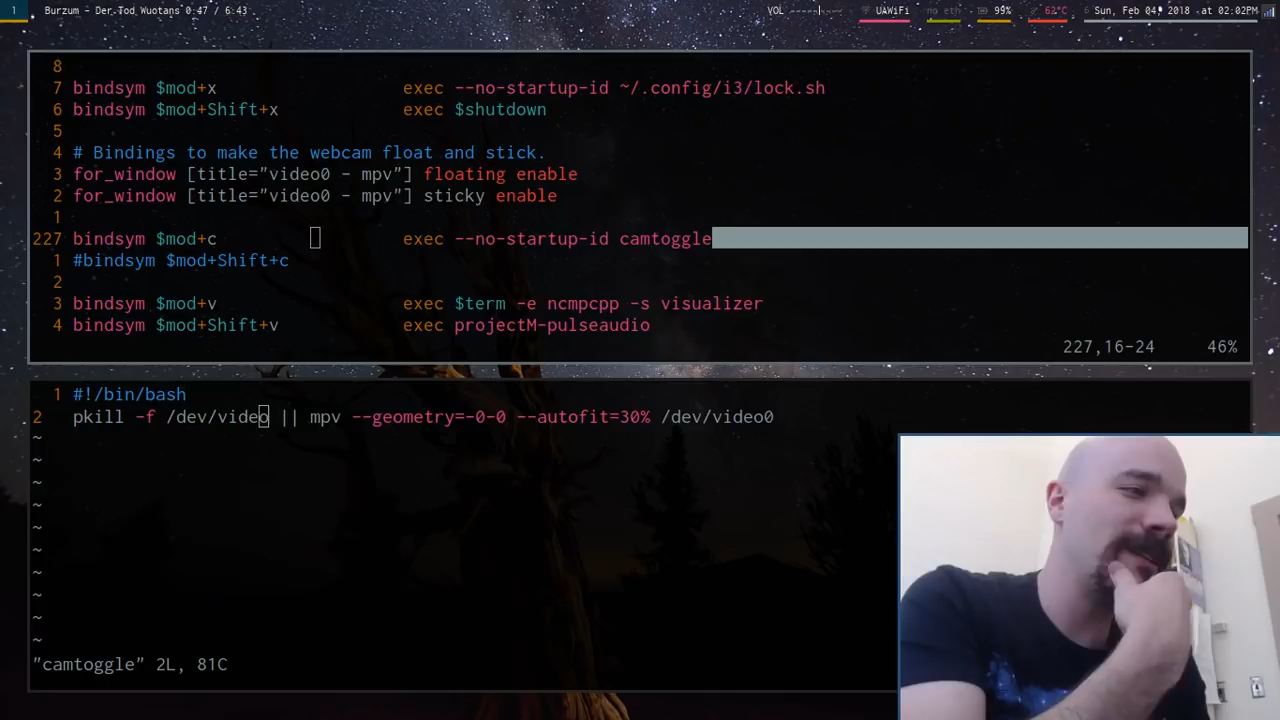 1 Burzum - Der Tod Wuotans 0:47 / 6:43 VOL -----|---- UAWiFi no eth 99% 62°C Sun, Feb 04, 2018 at 02:02PM
8
7 bindsym $mod+x exec --no-startup-id ~/.config/i3/lock.sh
6 bindsym $mod+Shift+x exec $shutdown
5
4 # Bindings to make the webcam float and stick.
3 for_window [title="video0 - mpv"] floating enable
2 for_window [title="video0 - mpv"] sticky enable
1
227 bindsym $mod+c exec --no-startup-id camtoggle
1 #bindsym $mod+Shift+c
2
3 bindsym $mod+v exec $term -e ncmpcpp -s visualizer
4 bindsym $mod+Shift+v exec projectM-pulseaudio
227,16-24 46%
1 #!/bin/bash
2 pkill -f /dev/video || mpv --geometry=-0-0 --autofit=30% /dev/video0
~
~
~
~
~
~
~
~
~
~
"camtoggle" 2L, 81C